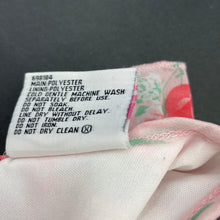 MAIN:POLYESTER
LINING:POLYESTER
COLD GENTLE MACHINE WASH
SEPARATELY BEFORE USE.
DO NOT SOAK.
DO NOT BLEACH.
LINE DRY WITHOUT DELAY.
DO NOT TUMBLE DRY.
DO NOT IRON.
DO NOT DRY CLEAN